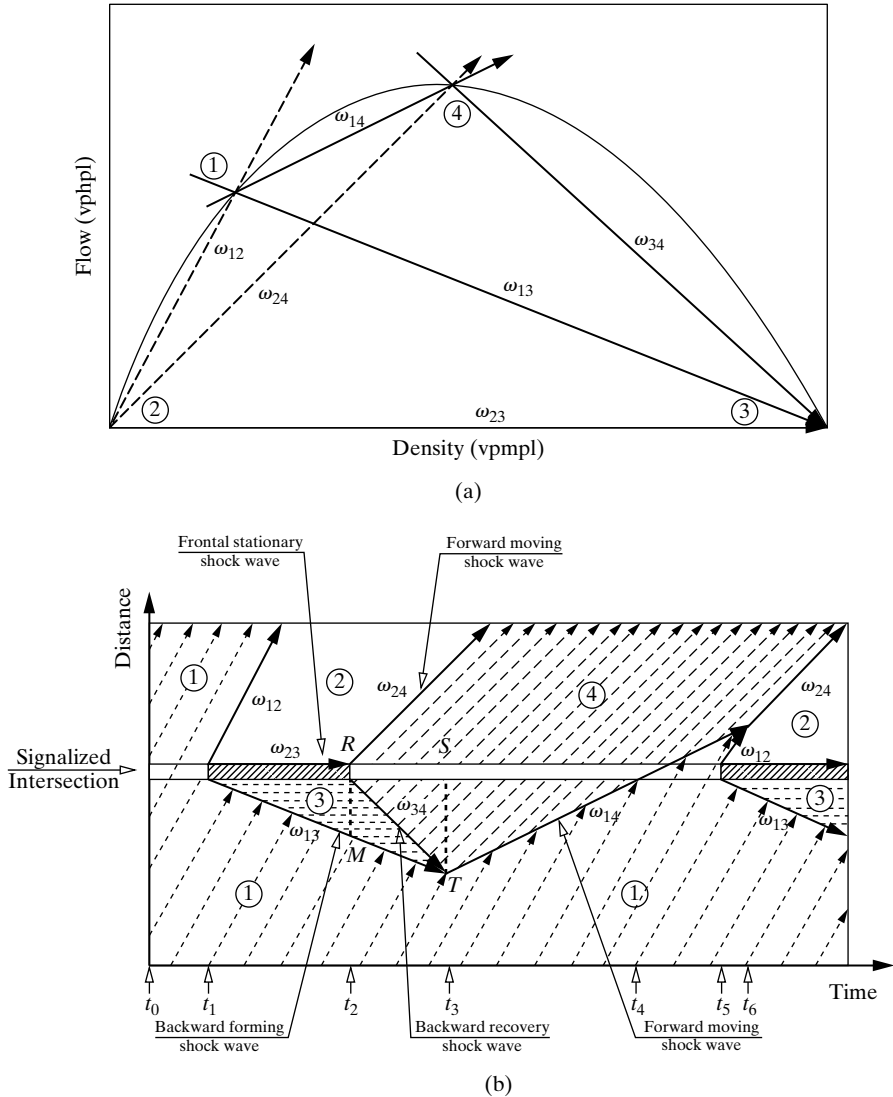 ω14
4
1
Flow (vphpl)
ω12
ω34
ω24
ω13
2
ω23
3
Density (vpmpl)
(a)
Frontal stationary
shock wave
Forward moving
shock wave
Distance
1
2
ω24
4
ω24
ω12
2
ω23
R
S
ω12
Signalized
Intersection
3
ω34
3
ω13
ω14
ω13
M
T
1
1
t0
t1
t2
t3
t4
t5
t6
Time
Backward forming
shock wave
Backward recovery
shock wave
Forward moving
shock wave
(b)